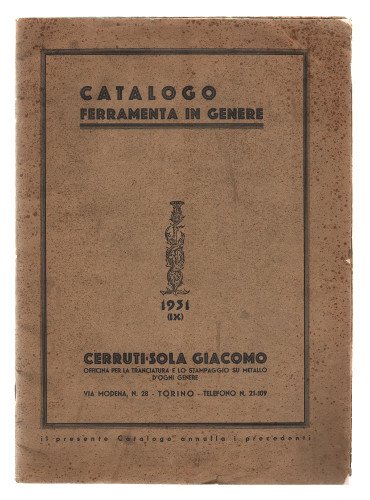 CATALOGO
FERRAMENTA IN GENERE
1931
(IX)
CERRUTI-SOLA GIACOMO
OFFICINA PER LA TRANCIATURA E LO STAMPAGGIO SU METALLO
D'OGNI GENERE
VIA MODENA, N. 28 - TORINO - TELEFONO N. 21-109
il presente Catalogo annulla i precedenti